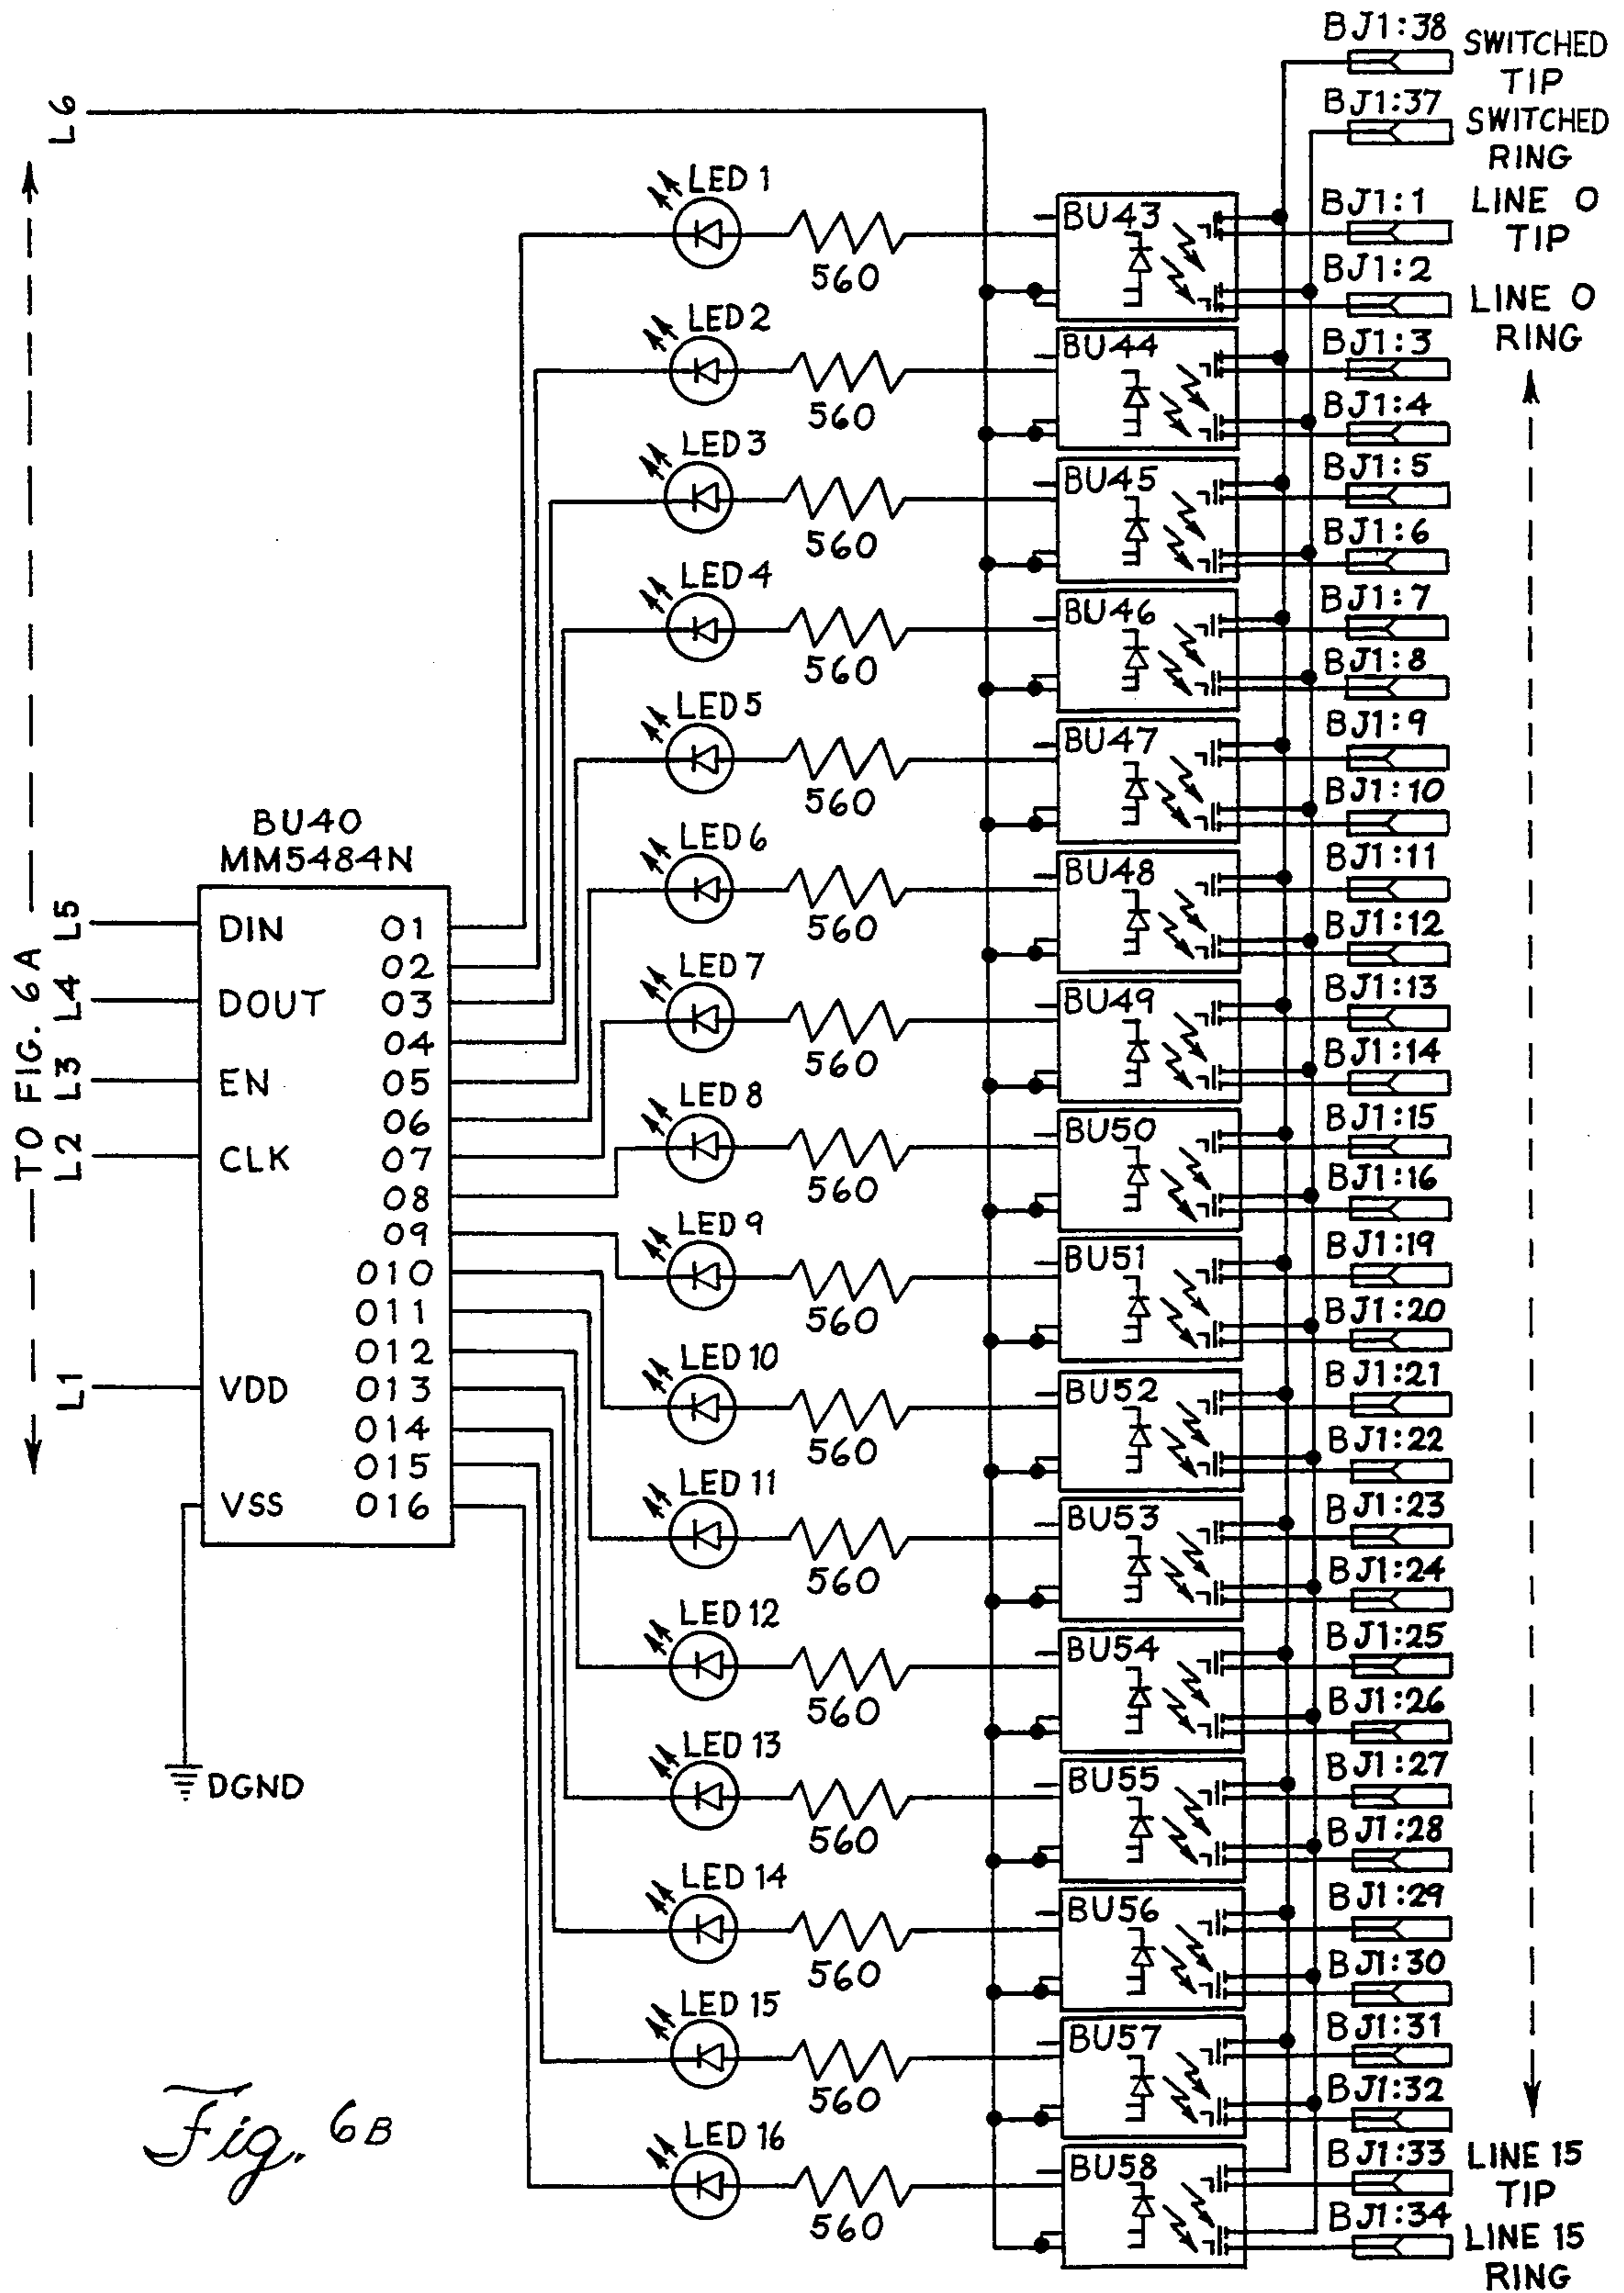 BJ1:38
SWITCHED
TIP
BJ1:37
SWITCHED
RING
L6
LED 1
560
BU43
BJ1:1
LINE 0
TIP
BJ1:2
LINE 0
RING
LED 2
560
BU44
BJ1:3
BJ1:4
LED 3
560
BU45
BJ1:5
BJ1:6
LED 4
560
BU46
BJ1:7
BJ1:8
LED 5
560
BU47
BJ1:9
BJ1:10
LED 6
560
BU48
BJ1:11
BJ1:12
LED 7
560
BU49
BJ1:13
BJ1:14
LED 8
560
BU50
BJ1:15
BJ1:16
LED 9
560
BU51
BJ1:19
BJ1:20
LED 10
560
BU52
BJ1:21
BJ1:22
LED 11
560
BU53
BJ1:23
BJ1:24
LED 12
560
BU54
BJ1:25
BJ1:26
LED 13
560
BU55
BJ1:27
BJ1:28
LED 14
560
BU56
BJ1:29
BJ1:30
LED 15
560
BU57
BJ1:31
BJ1:32
LED 16
560
BU58
BJ1:33
LINE 15
TIP
BJ1:34
LINE 15
RING
BU40
MM5484N
TO FIG. 6A
L5
L4
L3
L2
L1
DIN
DOUT
EN
CLK
VDD
VSS
O1
O2
O3
O4
O5
O6
O7
O8
O9
O10
O11
O12
O13
O14
O15
O16
DGND
Fig. 6B